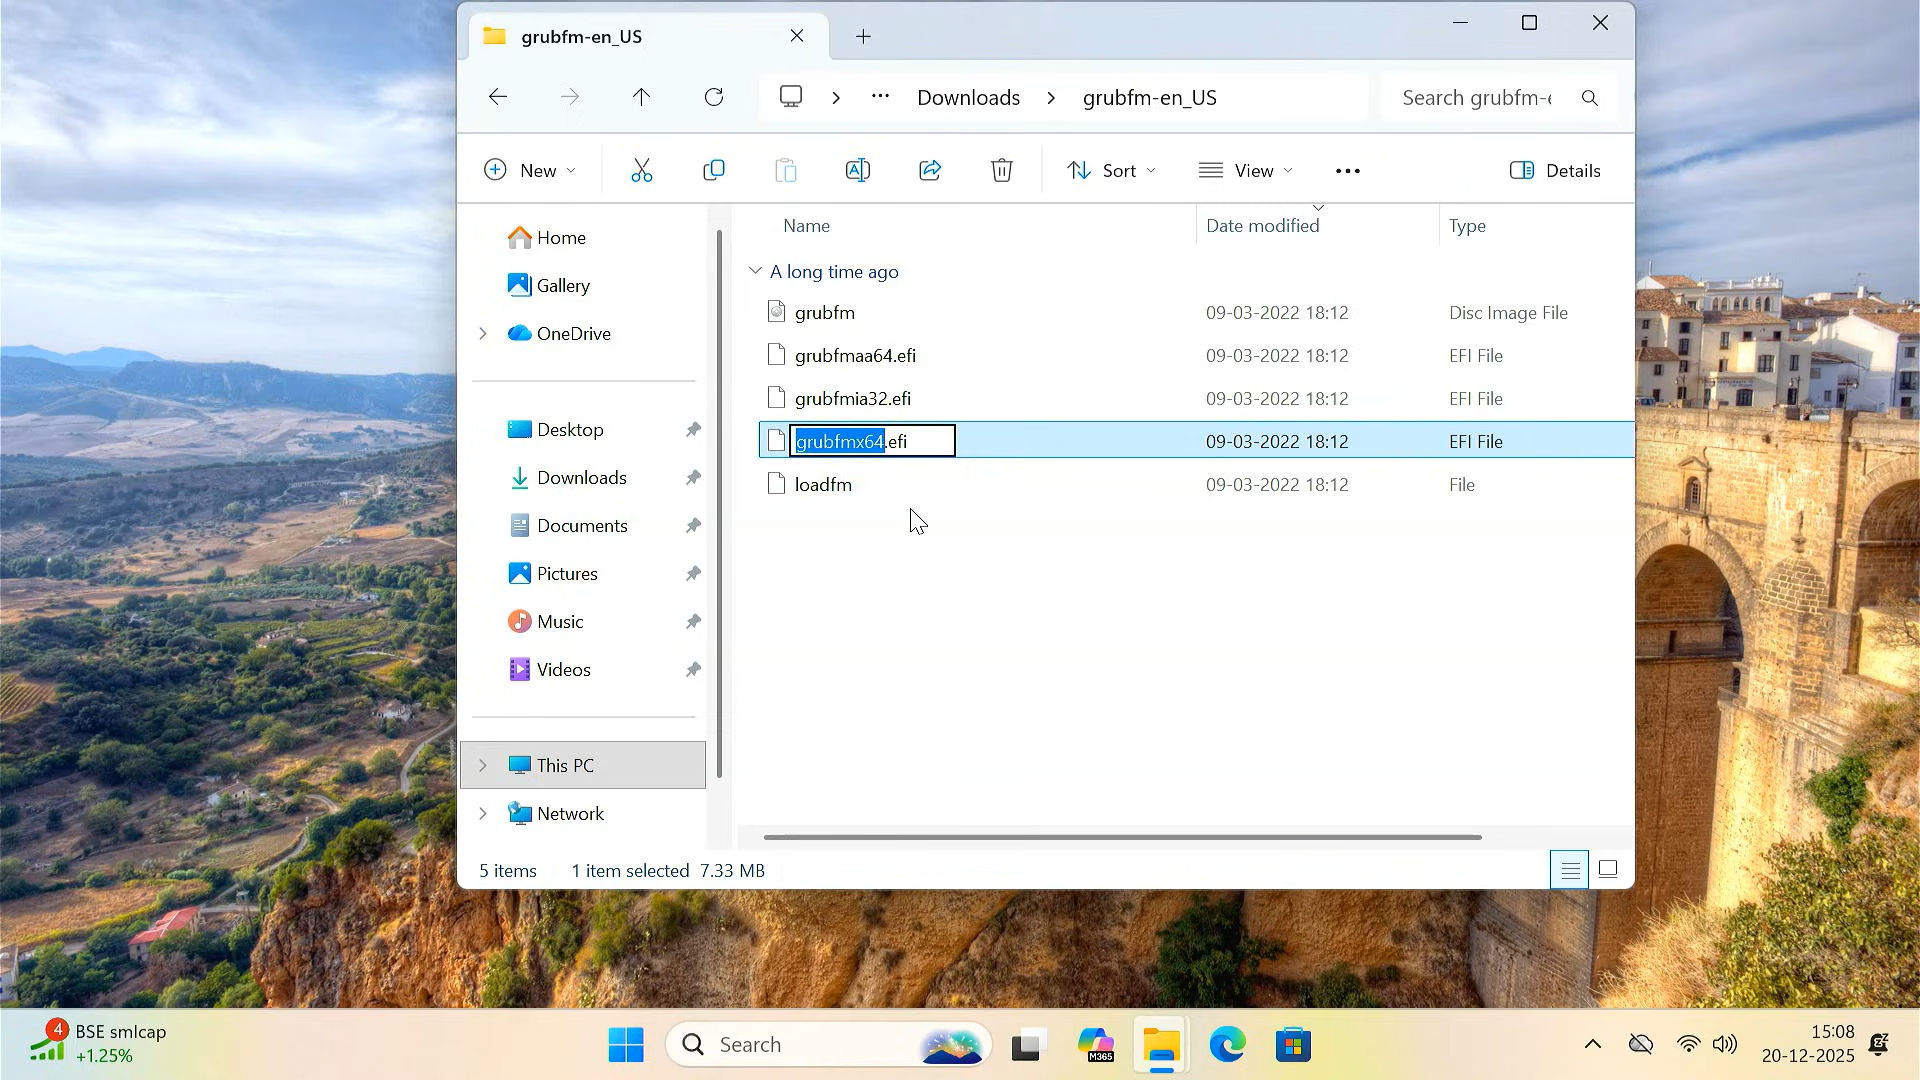 grubfm-en_US
Downloads
grubfm-en_US
Search grubfm-e
New
Sort
View
Details
Home
Gallery
OneDrive
Desktop
Downloads
Documents
Pictures
Music
Videos
This PC
Network
Name
Date modified
Type
A long time ago
grubfm
09-03-2022 18:12
Disc Image File
grubfmaa64.efi
09-03-2022 18:12
EFI File
grubfmia32.efi
09-03-2022 18:12
EFI File
grubfmx64.efi
09-03-2022 18:12
EFI File
loadfm
09-03-2022 18:12
File
5 items
1 item selected 7.33 MB
4
BSE smlcap
+1.25%
Search
M365
15:08
20-12-2025